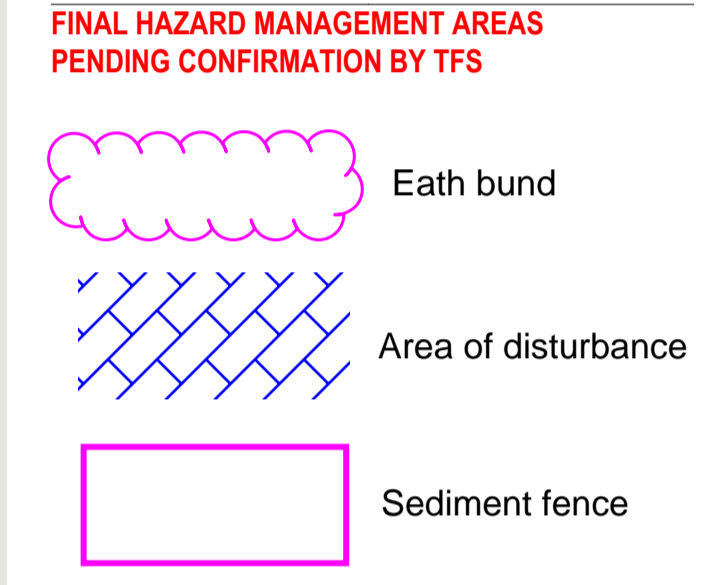 FINAL HAZARD MANAGEMENT AREAS
PENDING CONFIRMATION BY TFS
Eath bund
Area of disturbance
Sediment fence